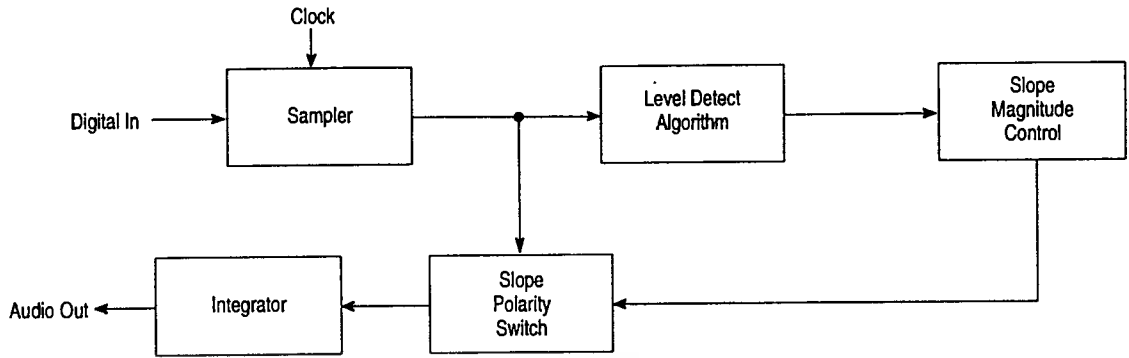 Clock
Digital In
Sampler
Level Detect
Algorithm
Slope
Magnitude
Control
Audio Out
Integrator
Slope
Polarity
Switch